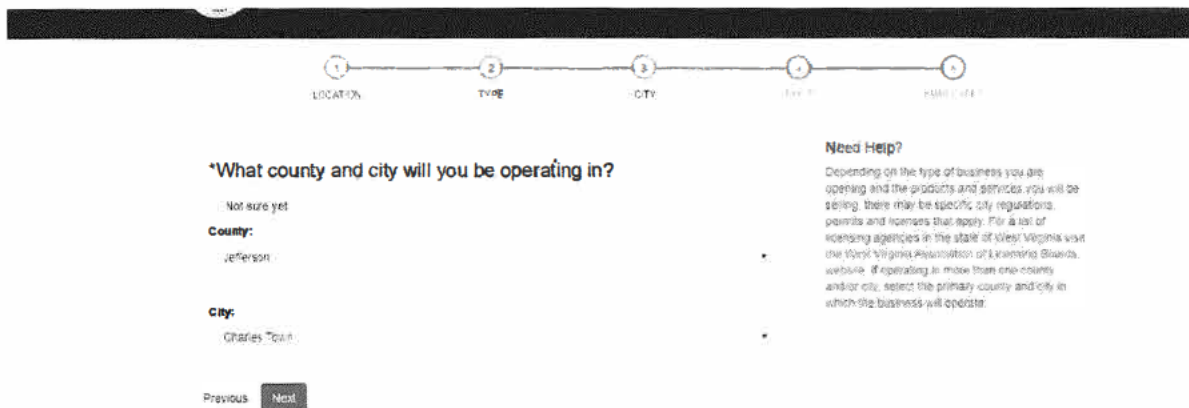 1
2
3
LOCATION
TYPE
CITY
*What county and city will you be operating in?
Not sure yet
County:
Jefferson
City:
Charles Town
Previous
Next
Need Help?
Depending on the type of business you are
opening and the products and services you will be
selling, there may be specific city regulations,
permits and licenses that apply. For a list of
licensing agencies in the state of West Virginia visit
the West Virginia Association of Licensing Boards
website. If operating in more than one county
and/or city, select the primary county and city in
which the business will operate.